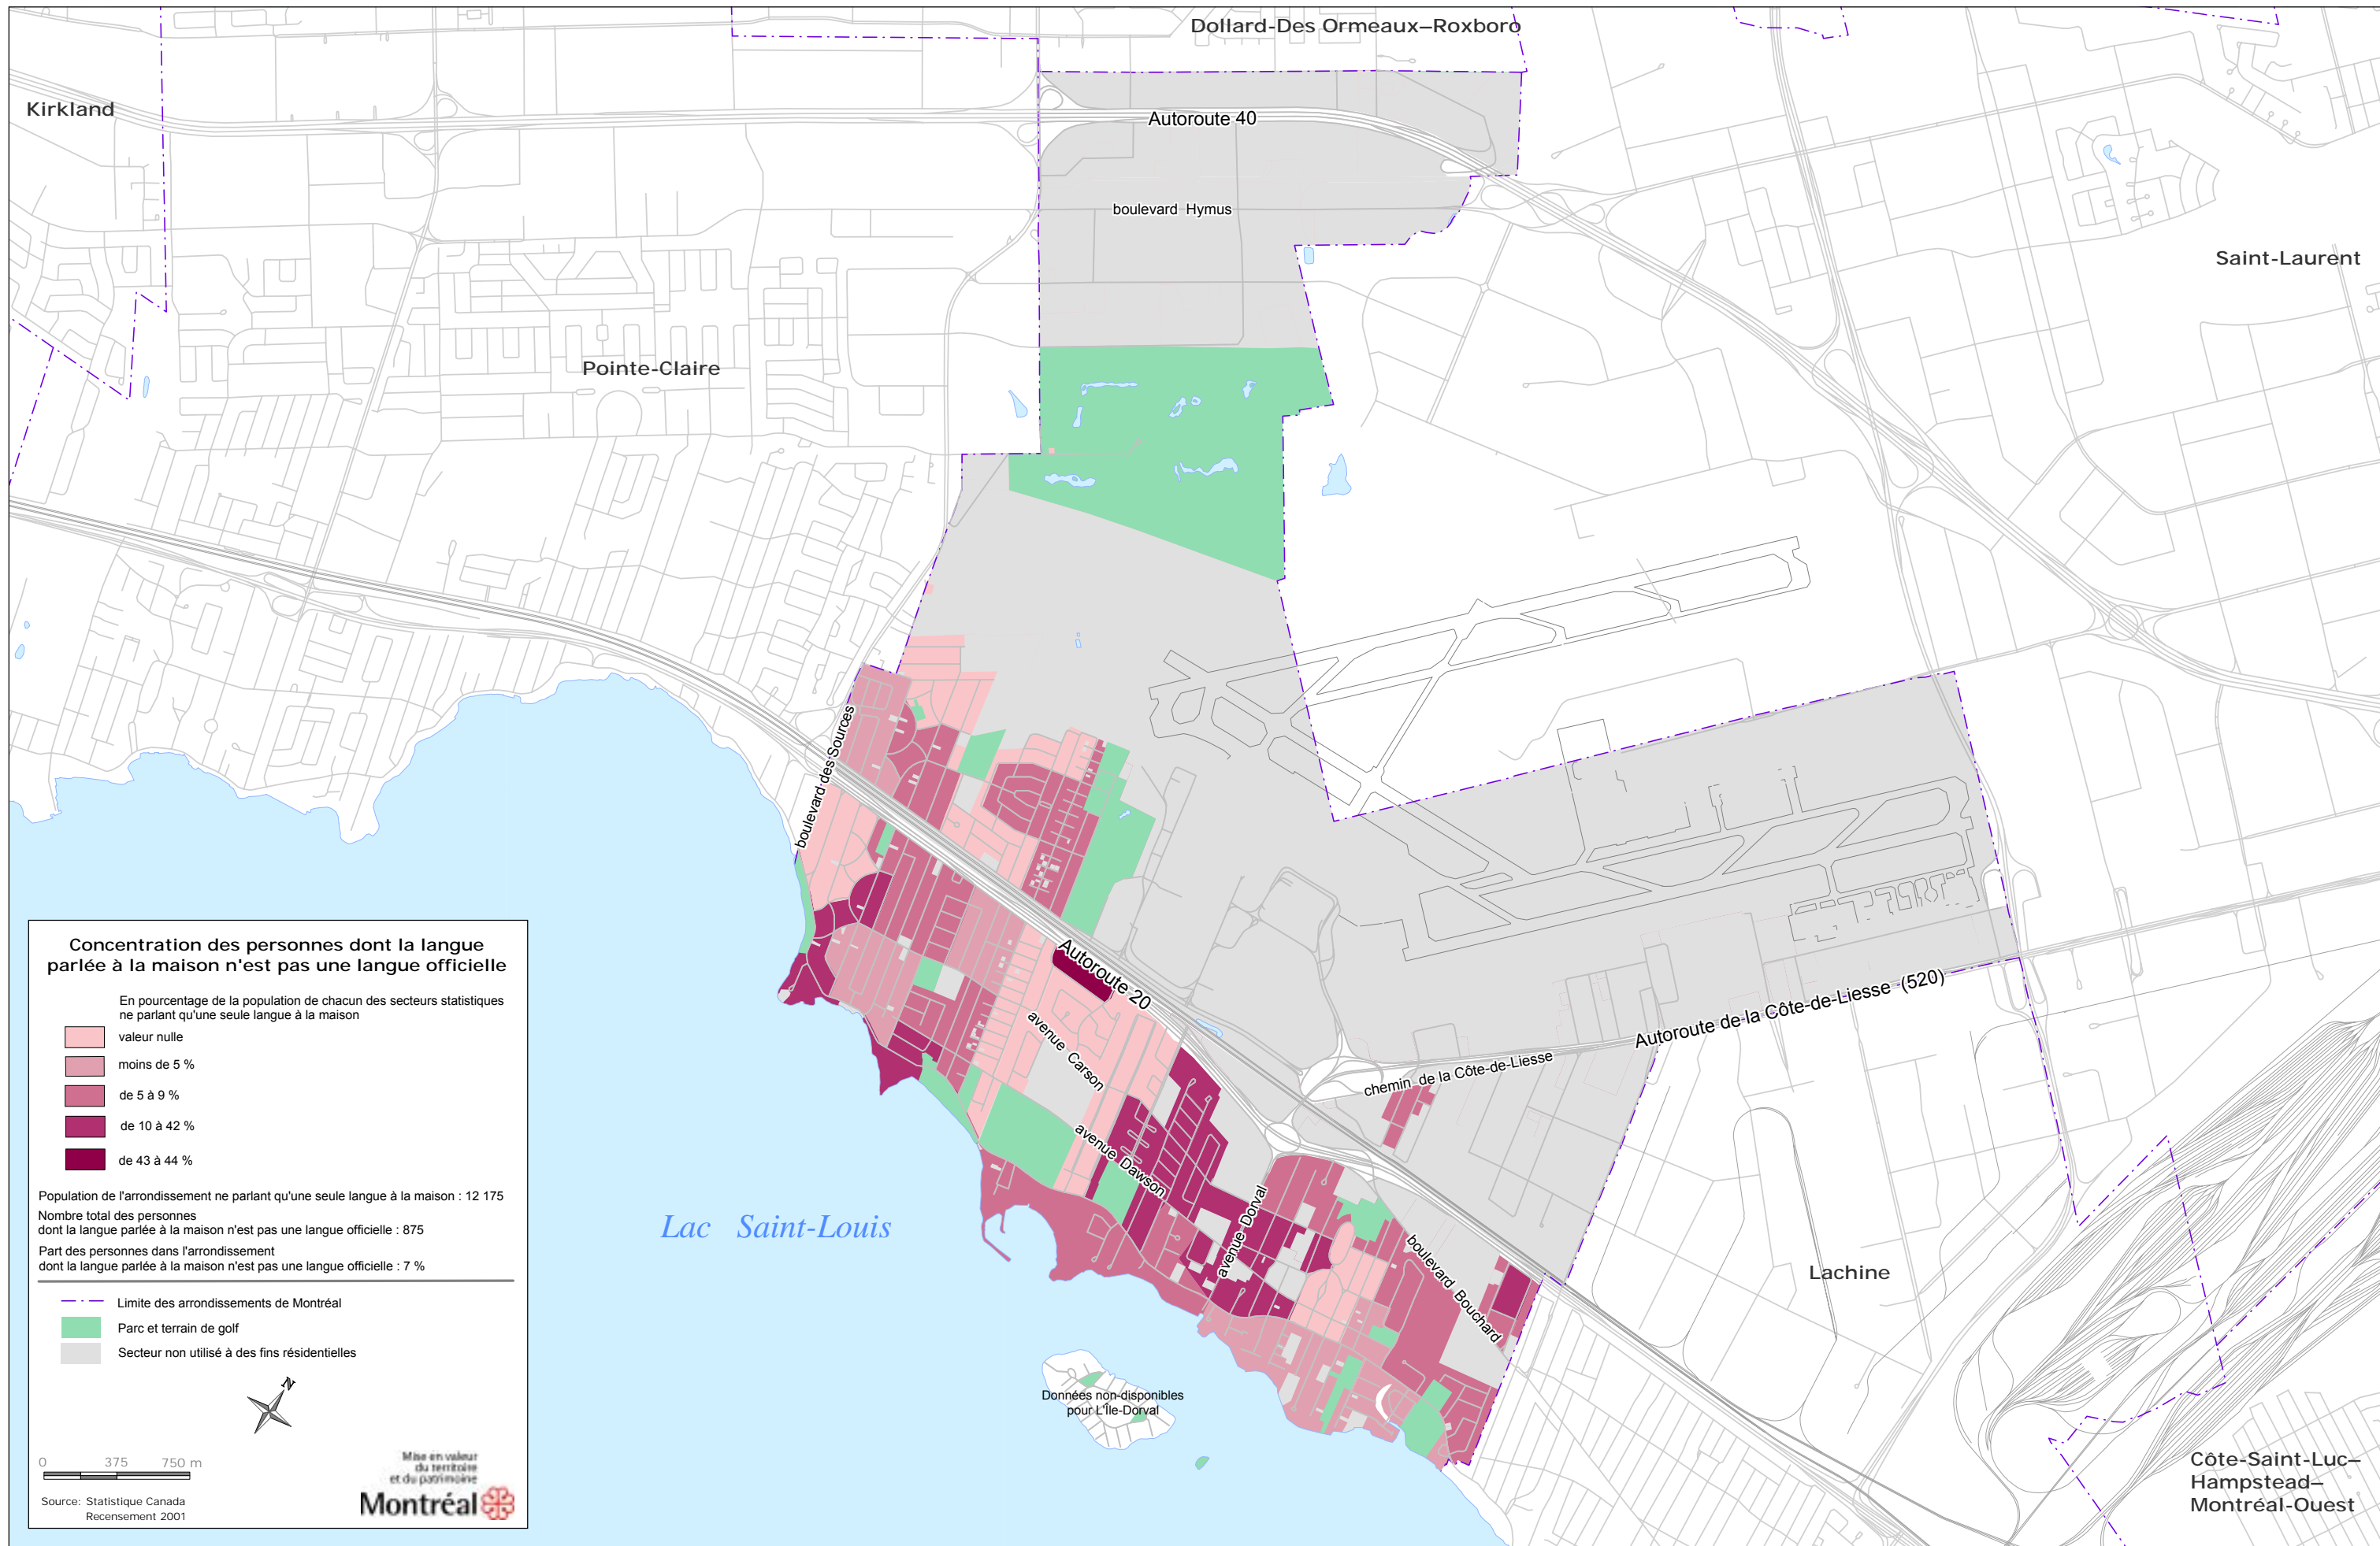 Dollard-Des Ormeaux–Roxboro
Kirkland
Autoroute 40
boulevard Hymus
Saint-Laurent
Pointe-Claire
boulevard des Sources
Autoroute 20
avenue Carson
Autoroute de la Côte-de-Liesse (520)
chemin de la Côte-de-Liesse
avenue Dawson
avenue Dorval
boulevard Bouchard
Lachine
Lac Saint-Louis
Données non-disponibles
pour L'Île-Dorval
Côte-Saint-Luc–
Hampstead–
Montréal-Ouest
Concentration des personnes dont la langue
parlée à la maison n'est pas une langue officielle
En pourcentage de la population de chacun des secteurs statistiques
ne parlant qu'une seule langue à la maison
valeur nulle
moins de 5 %
de 5 à 9 %
de 10 à 42 %
de 43 à 44 %
Population de l'arrondissement ne parlant qu'une seule langue à la maison : 12 175
Nombre total des personnes
dont la langue parlée à la maison n'est pas une langue officielle : 875
Part des personnes dans l'arrondissement
dont la langue parlée à la maison n'est pas une langue officielle : 7 %
Limite des arrondissements de Montréal
Parc et terrain de golf
Secteur non utilisé à des fins résidentielles
N
0 375 750 m
Source: Statistique Canada
Recensement 2001
Mise en valeur
du territoire
et du patrimoine
Montréal